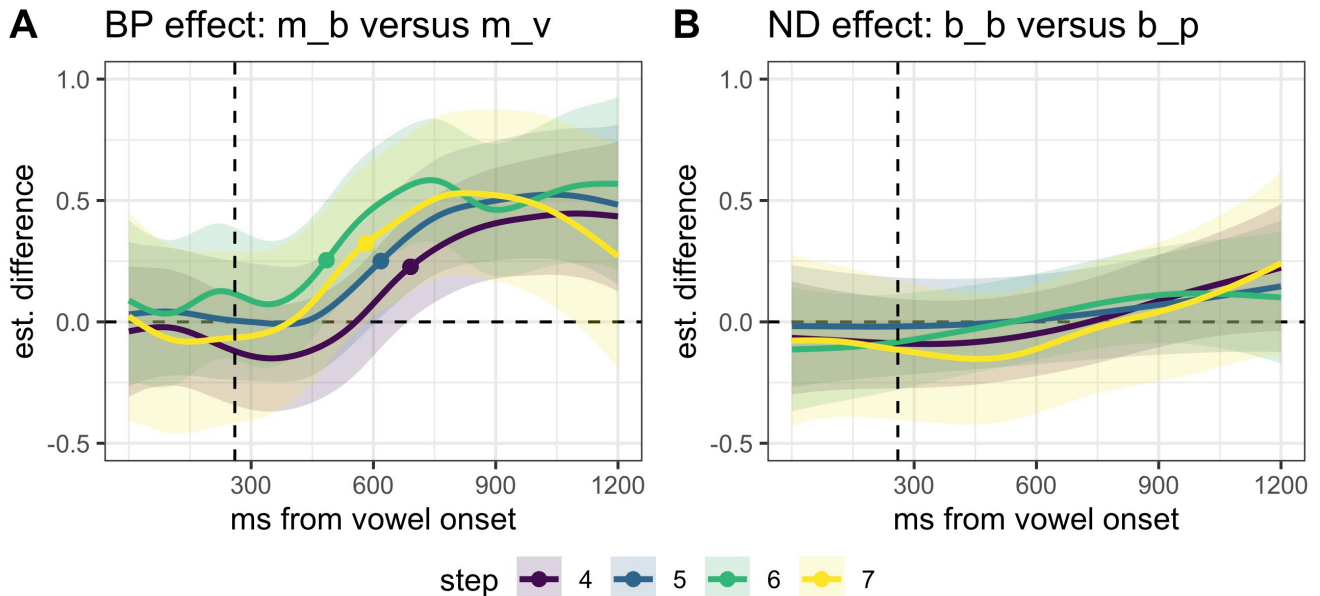 A BP effect: m_b versus m_v
1.0
0.5
0.0
-0.5
est. difference
300 600 900 1200
ms from vowel onset
B ND effect: b_b versus b_p
1.0
0.5
0.0
-0.5
est. difference
300 600 900 1200
ms from vowel onset
step 4 5 6 7